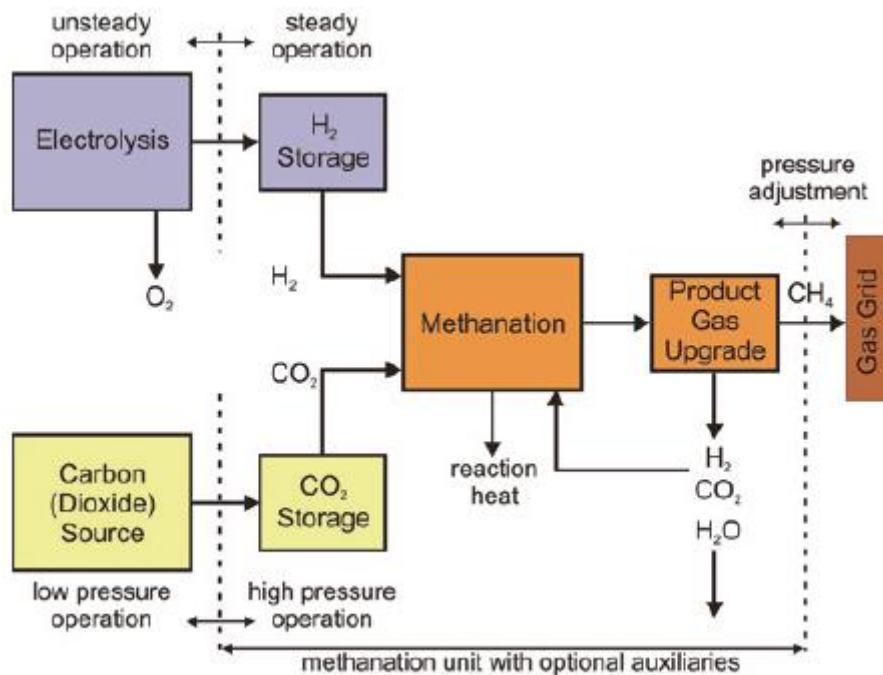 unsteady
operation
steady
operation
Electrolysis
H₂
Storage
pressure
adjustment
O₂
H₂
Methanation
Product
Gas
Upgrade
CH₄
Gas Grid
CO₂
Carbon
(Dioxide)
Source
CO₂
Storage
reaction
heat
H₂
CO₂
H₂O
low pressure
operation
high pressure
operation
methanation unit with optional auxiliaries